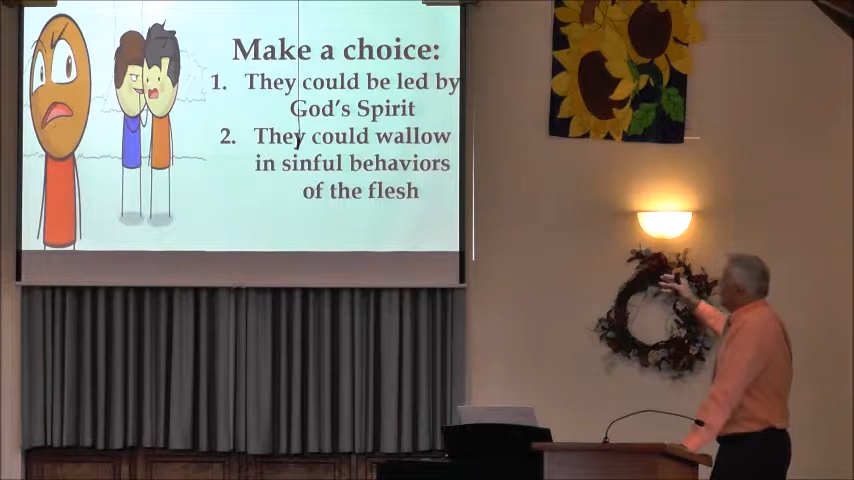 Make a choice:
1. They could be led by
God's Spirit
2. They could wallow
in sinful behaviors
of the flesh